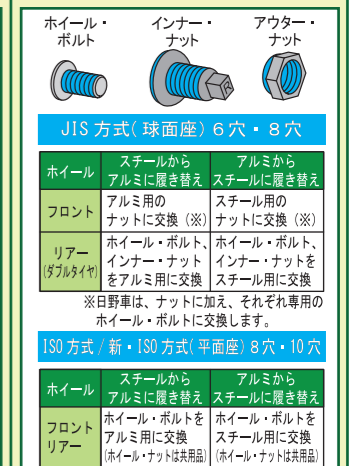 ホイール・ボルト
インナー・ナット
アウター・ナット
JIS 方式(球面座)6穴・8穴
ホイール
スチールから
アルミに履き替え
アルミから
スチールに履き替え
フロント
アルミ用の
ナットに交換(※)
スチール用の
ナットに交換(※)
リアー
(ダブルタイヤ)
ホイール・ボルト、
インナー・ナット
をアルミ用に交換
ホイール・ボルト、
インナー・ナットを
スチール用に交換
※日野車は、ナットに加え、それぞれ専用の
ホイール・ボルトに交換します。
ISO 方式/新・ISO方式(平面座)8穴・10穴
ホイール
スチールから
アルミに履き替え
アルミから
スチールに履き替え
フロント
リアー
ホイール・ボルトを
アルミ用に交換
(ホイール・ナットは共用品)
ホイール・ボルトを
スチール用に交換
(ホイール・ナットは共用品)